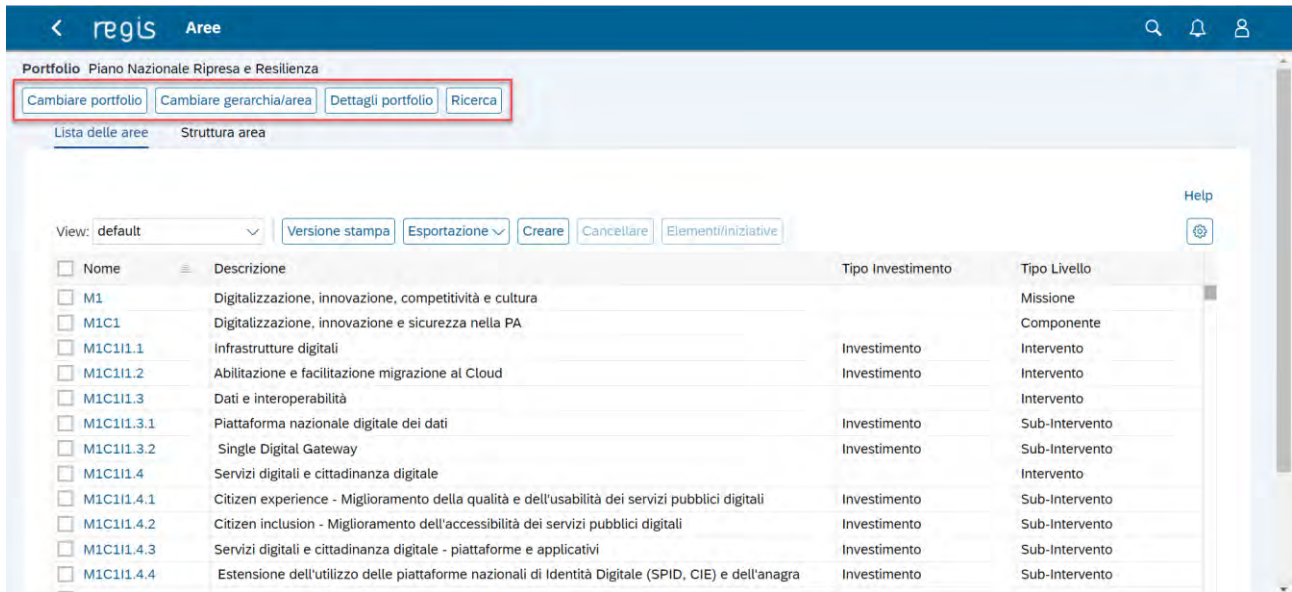 regis Aree
Portfolio Piano Nazionale Ripresa e Resilienza
Cambiare portfolio Cambiare gerarchia/area Dettagli portfolio Ricerca
Lista delle aree Struttura area
Help
View: default Versione stampa Esportazione Creare Cancellare Elementi/iniziative
Nome Descrizione Tipo Investimento Tipo Livello
M1 Digitalizzazione, innovazione, competitività e cultura Missione
M1C1 Digitalizzazione, innovazione e sicurezza nella PA Componente
M1C1I1.1 Infrastrutture digitali Investimento Intervento
M1C1I1.2 Abilitazione e facilitazione migrazione al Cloud Investimento Intervento
M1C1I1.3 Dati e interoperabilità Intervento
M1C1I1.3.1 Piattaforma nazionale digitale dei dati Investimento Sub-Intervento
M1C1I1.3.2 Single Digital Gateway Investimento Sub-Intervento
M1C1I1.4 Servizi digitali e cittadinanza digitale Intervento
M1C1I1.4.1 Citizen experience - Miglioramento della qualità e dell'usabilità dei servizi pubblici digitali Investimento Sub-Intervento
M1C1I1.4.2 Citizen inclusion - Miglioramento dell'accessibilità dei servizi pubblici digitali Investimento Sub-Intervento
M1C1I1.4.3 Servizi digitali e cittadinanza digitale - piattaforme e applicativi Investimento Sub-Intervento
M1C1I1.4.4 Estensione dell'utilizzo delle piattaforme nazionali di Identità Digitale (SPID, CIE) e dell'anagra Investimento Sub-Intervento